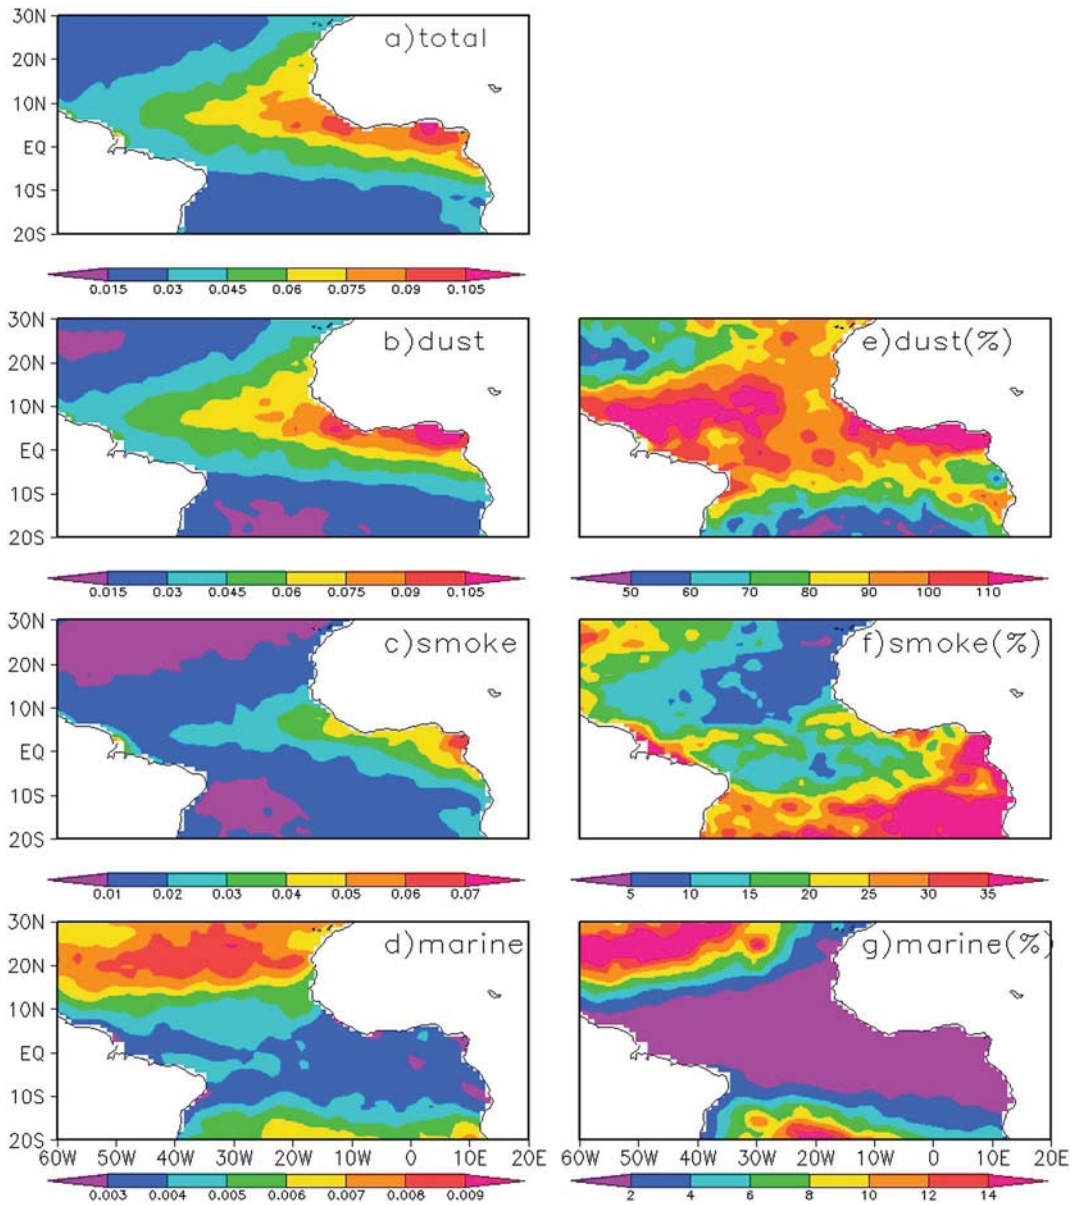 30N
a)total
20N
10N
EQ
10S
20S
0.015 0.03 0.045 0.06 0.075 0.09 0.105
30N
b)dust
20N
10N
EQ
10S
20S
0.015 0.03 0.045 0.06 0.075 0.09 0.105
e)dust(%)
50 60 70 80 90 100 110
30N
c)smoke
20N
10N
EQ
10S
20S
0.01 0.02 0.03 0.04 0.05 0.06 0.07
f)smoke(%)
5 10 15 20 25 30 35
30N
d)marine
20N
10N
EQ
10S
20S
60W 50W 40W 30W 20W 10W 0 10E 20E
0.003 0.004 0.005 0.006 0.007 0.008 0.009
g)marine(%)
60W 50W 40W 30W 20W 10W 0 10E 20E
2 4 6 8 10 12 14